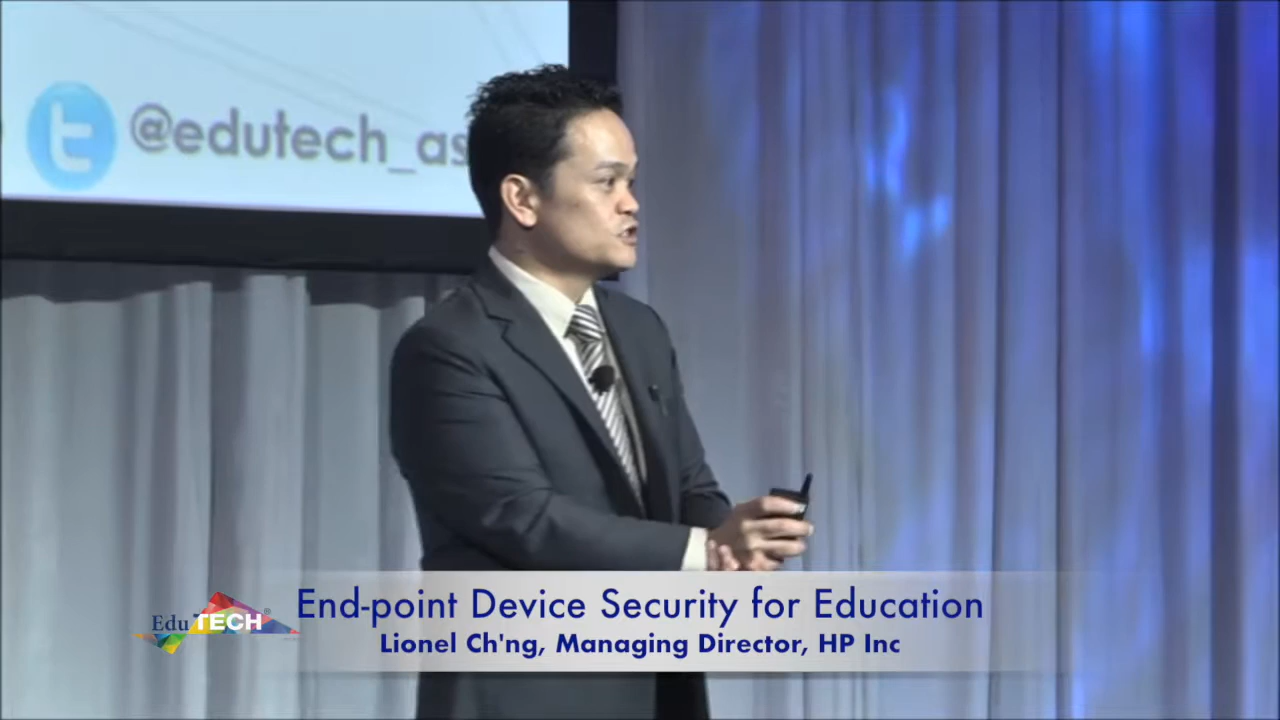 @edutech_as
EduTECH®
End-point Device Security for Education
Lionel Ch'ng, Managing Director, HP Inc